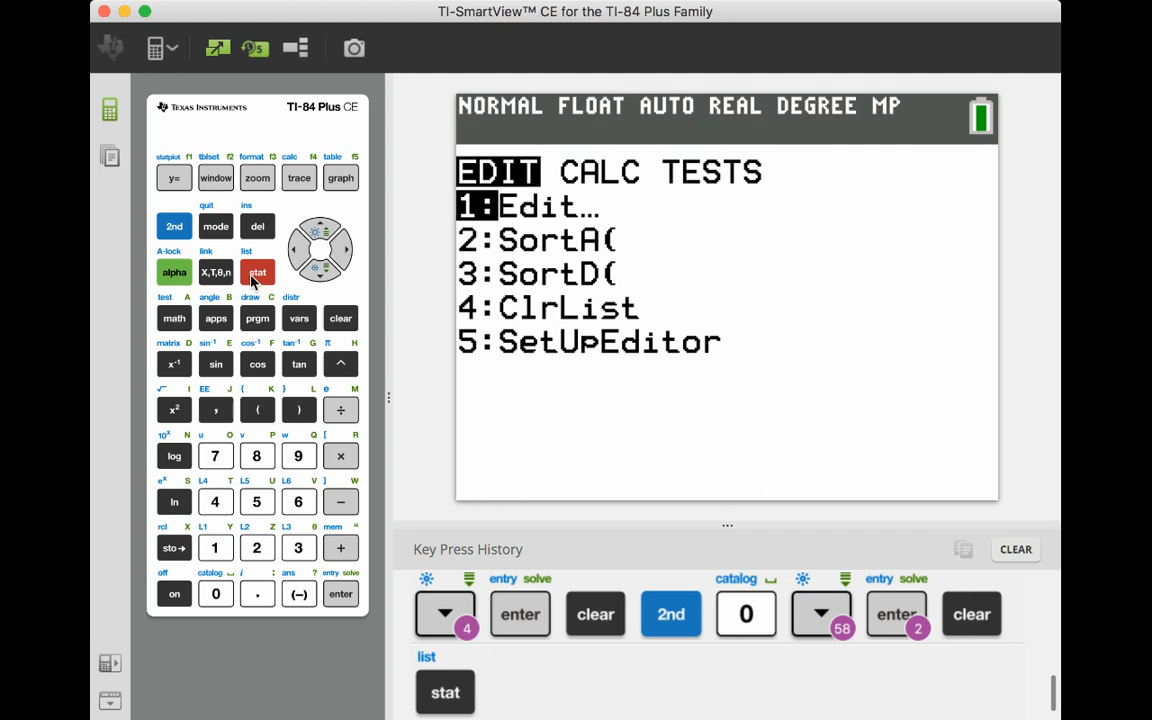 TI-SmartView™ CE for the TI-84 Plus Family
5
TEXAS INSTRUMENTS TI-84 Plus CE
statplot f1 tblset f2 format f3 calc f4 table f5
y= window zoom trace graph
quit ins
2nd mode del
A-lock link list
alpha X,T,θ,n stat
test A angle B draw C distr
math apps prgm vars clear
matrix D sin⁻¹ E cos⁻¹ F tan⁻¹ G π H
x⁻¹ sin cos tan ^
√ I EE J { K } L e M
x² , ( ) ÷
10ˣ N u O v P w Q [ R
log 7 8 9 ×
eˣ S L4 T L5 U L6 V ] W
ln 4 5 6 −
rcl X L1 Y L2 Z L3 θ mem "
sto→ 1 2 3 +
off catalog ⎵ i : ans ? entry solve
on 0 . (−) enter
NORMAL FLOAT AUTO REAL DEGREE MP
EDIT CALC TESTS
1:Edit…
2:SortA(
3:SortD(
4:ClrList
5:SetUpEditor
Key Press History CLEAR
entry solve catalog ⎵ entry solve
4 enter clear 2nd 0 58 enter 2 clear
list
stat